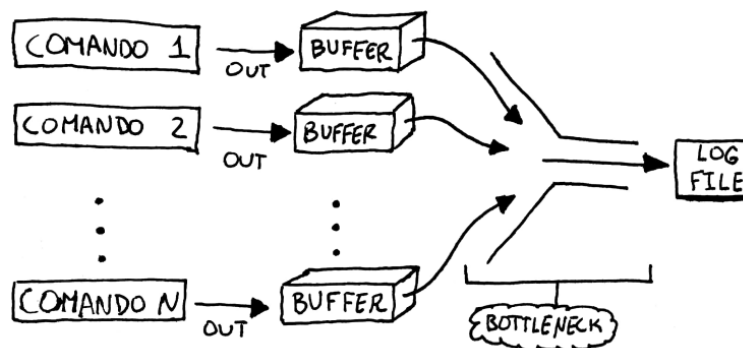 COMANDO 1
OUT
BUFFER
COMANDO 2
OUT
BUFFER
LOG
FILE
COMANDO N
OUT
BUFFER
BOTTLENECK